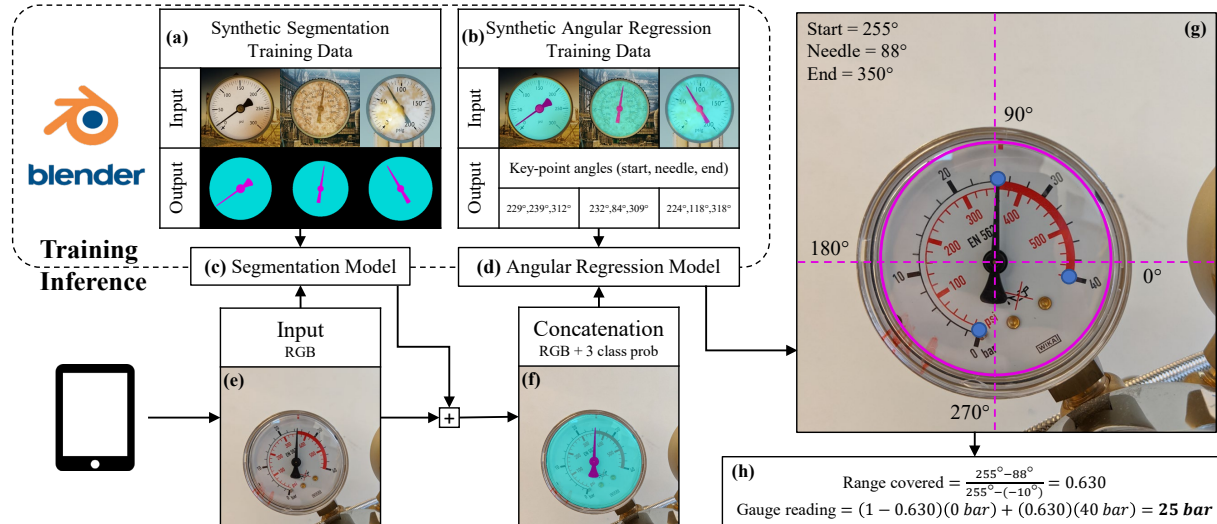 (a)
Synthetic Segmentation
Training Data
Input
Output
(b)
Synthetic Angular Regression
Training Data
Input
Output
Key-point angles (start, needle, end)
229°,239°,312°
232°,84°,309°
224°,118°,318°
blender
Training
Inference
(c) Segmentation Model
(d) Angular Regression Model
Input
RGB
(e)
+
Concatenation
RGB + 3 class prob
(f)
Start = 255°
Needle = 88°
End = 350°
(g)
90°
180°
0°
270°
0
10
20
30
40
bar
100
200
300
400
500
psi
EN 562
WIKAI
(h)
Range covered = 255°−88° / 255°−(−10°) = 0.630
Gauge reading = (1 − 0.630)(0 bar) + (0.630)(40 bar) = 25 bar